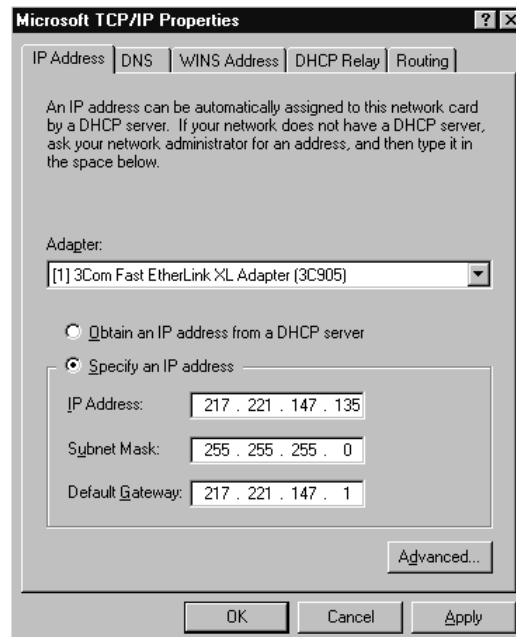 Microsoft TCP/IP Properties ? X
IP Address DNS WINS Address DHCP Relay Routing
An IP address can be automatically assigned to this network card
by a DHCP server. If your network does not have a DHCP server,
ask your network administrator for an address, and then type it in
the space below.
Adapter:
[1] 3Com Fast EtherLink XL Adapter (3C905)
Obtain an IP address from a DHCP server
Specify an IP address
IP Address: 217 . 221 . 147 . 135
Subnet Mask: 255 . 255 . 255 . 0
Default Gateway: 217 . 221 . 147 . 1
Advanced...
OK Cancel Apply